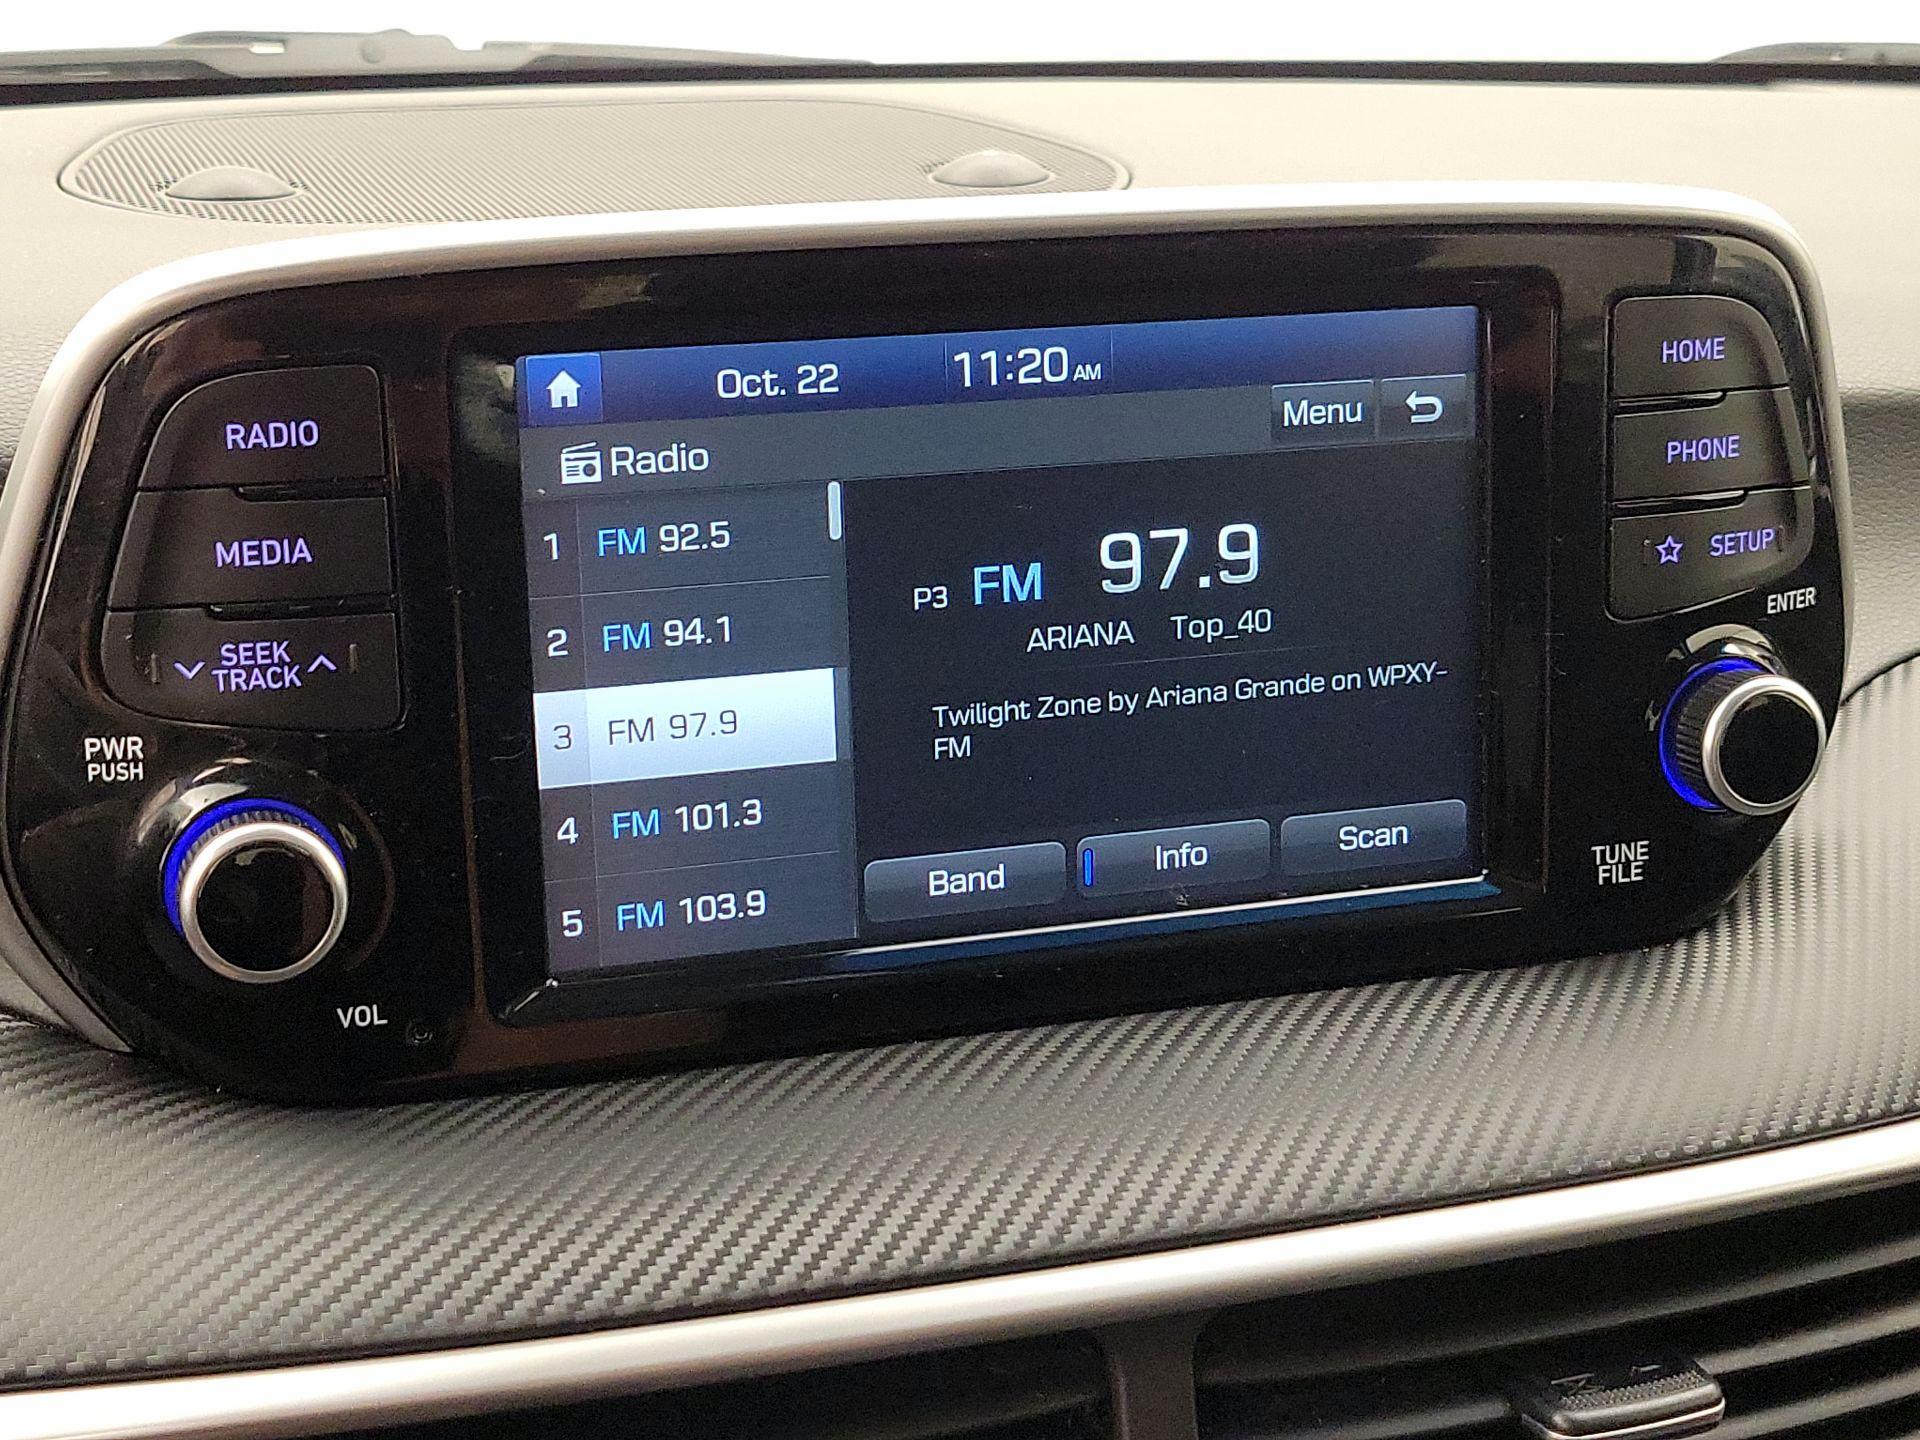 Oct. 22 11:20 AM
Radio Menu
1 FM 92.5
2 FM 94.1
3 FM 97.9
4 FM 101.3
5 FM 103.9
P3 FM 97.9
ARIANA Top_40
Twilight Zone by Ariana Grande on WPXY-
FM
Band Info Scan
RADIO
MEDIA
SEEK
TRACK
PWR
PUSH
VOL
HOME
PHONE
SETUP
ENTER
TUNE
FILE